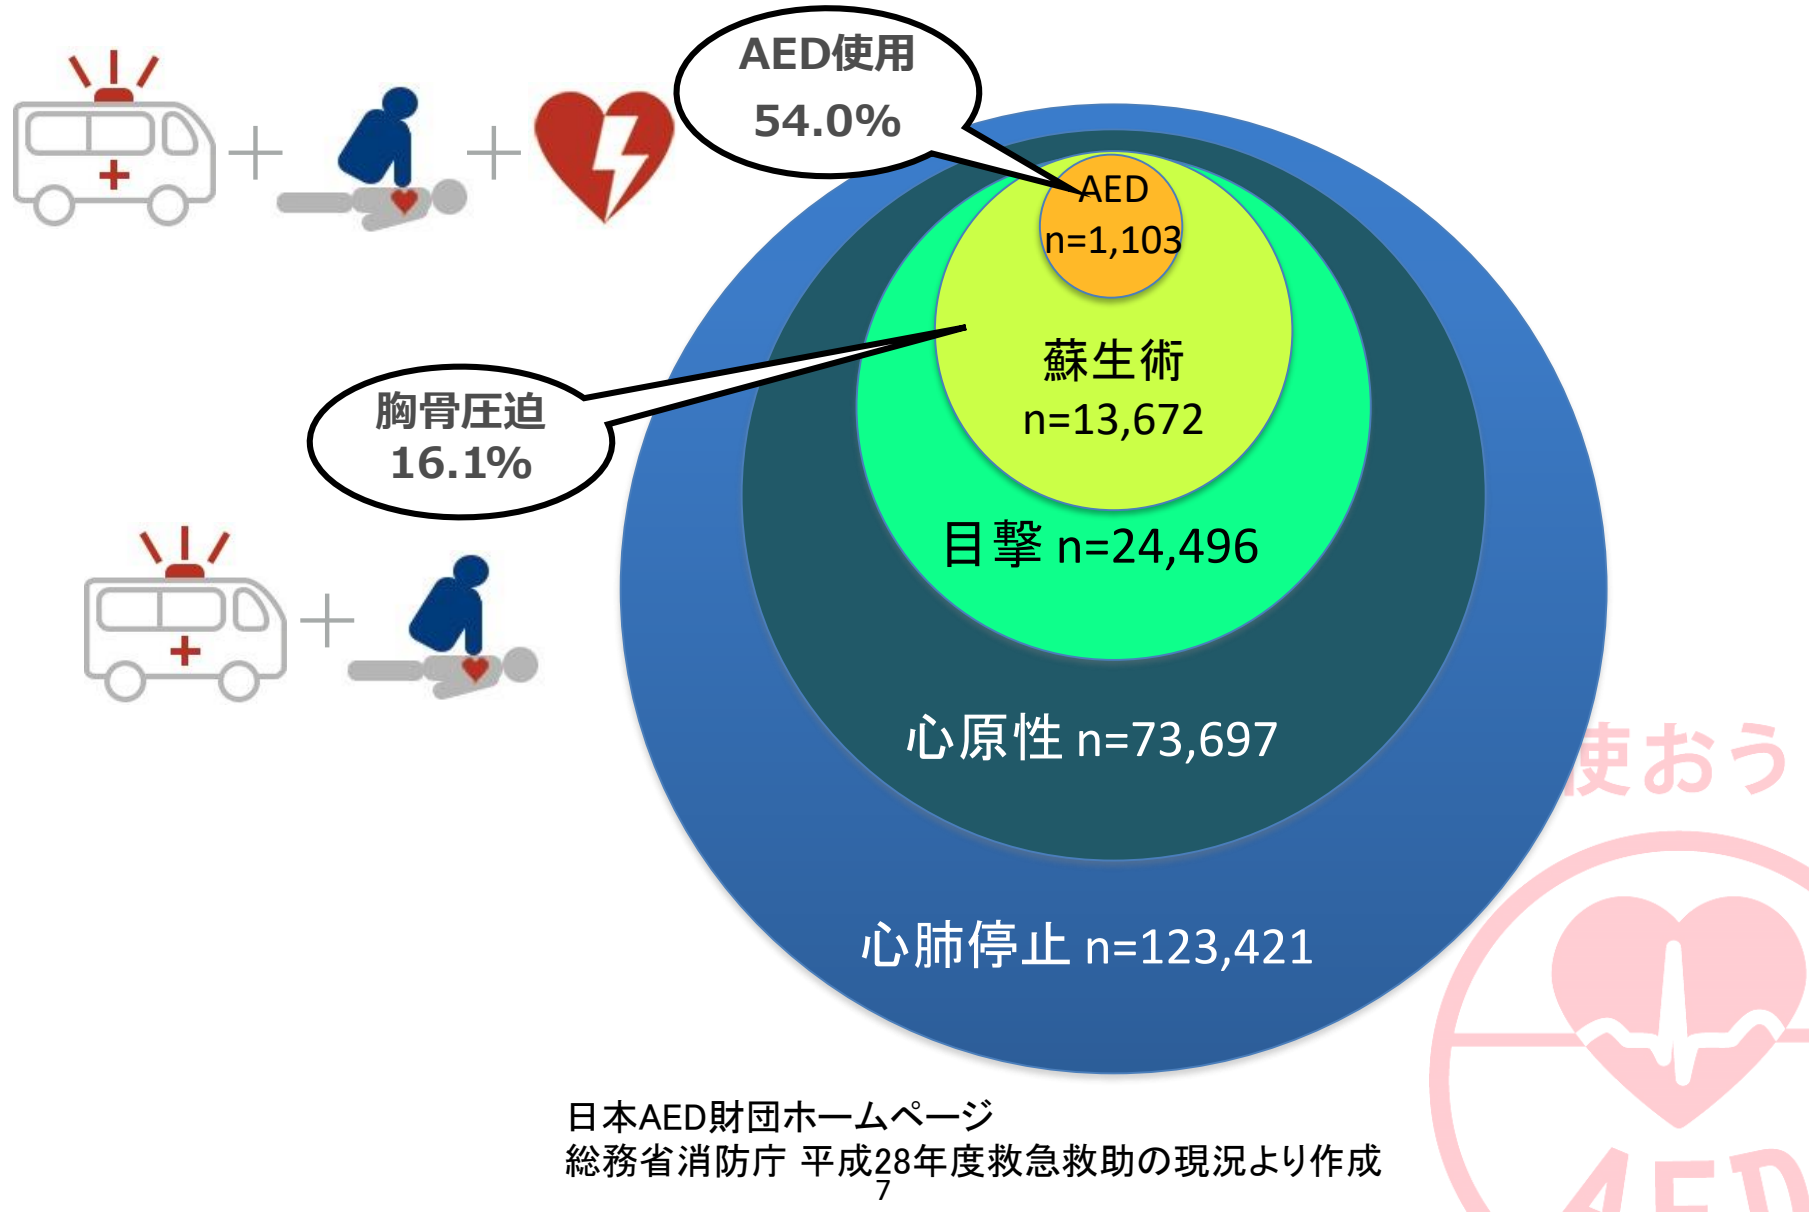 AED使用
54.0%
AED
n=1,103
蘇生術
n=13,672
胸骨圧迫
16.1%
目撃 n=24,496
心原性 n=73,697
使おう
心肺停止 n=123,421
AED
日本AED財団ホームページ
総務省消防庁 平成28年度救急救助の現況より作成
7